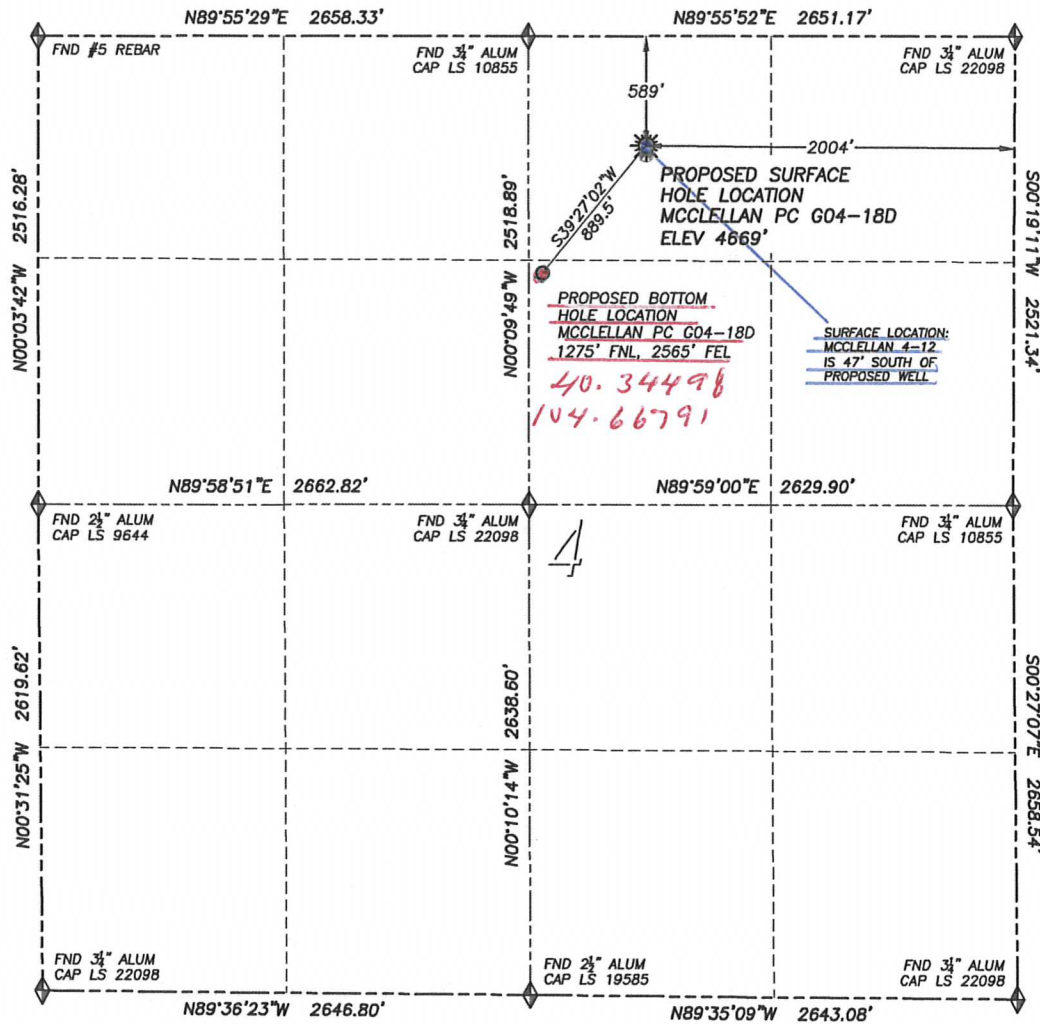 N89°55'29"E 2658.33'
N89°55'52"E 2651.17'
FND #5 REBAR
FND 3¼" ALUM
CAP LS 10855
FND 3¼" ALUM
CAP LS 22098
589'
2004'
PROPOSED SURFACE
HOLE LOCATION
MCCLELLAN PC G04-18D
ELEV 4669'
S39°27'02"W
889.5'
N00°03'42"W 2516.28'
N00°09'49"W 2518.89'
S00°19'11"W 2521.34'
PROPOSED BOTTOM
HOLE LOCATION
MCCLELLAN PC G04-18D
1275' FNL, 2565' FEL
40.34498
104.66791
SURFACE LOCATION:
MCCLELLAN 4-12
IS 47' SOUTH OF
PROPOSED WELL
N89°58'51"E 2662.82'
N89°59'00"E 2629.90'
FND 2½" ALUM
CAP LS 9644
FND 3¼" ALUM
CAP LS 22098
4
FND 3¼" ALUM
CAP LS 10855
N00°31'25"W 2619.62'
N00°10'14"W 2638.60'
S00°27'07"E 2658.54'
FND 3¼" ALUM
CAP LS 22098
FND 2½" ALUM
CAP LS 19585
FND 3¼" ALUM
CAP LS 22098
N89°36'23"W 2646.80'
N89°35'09"W 2643.08'